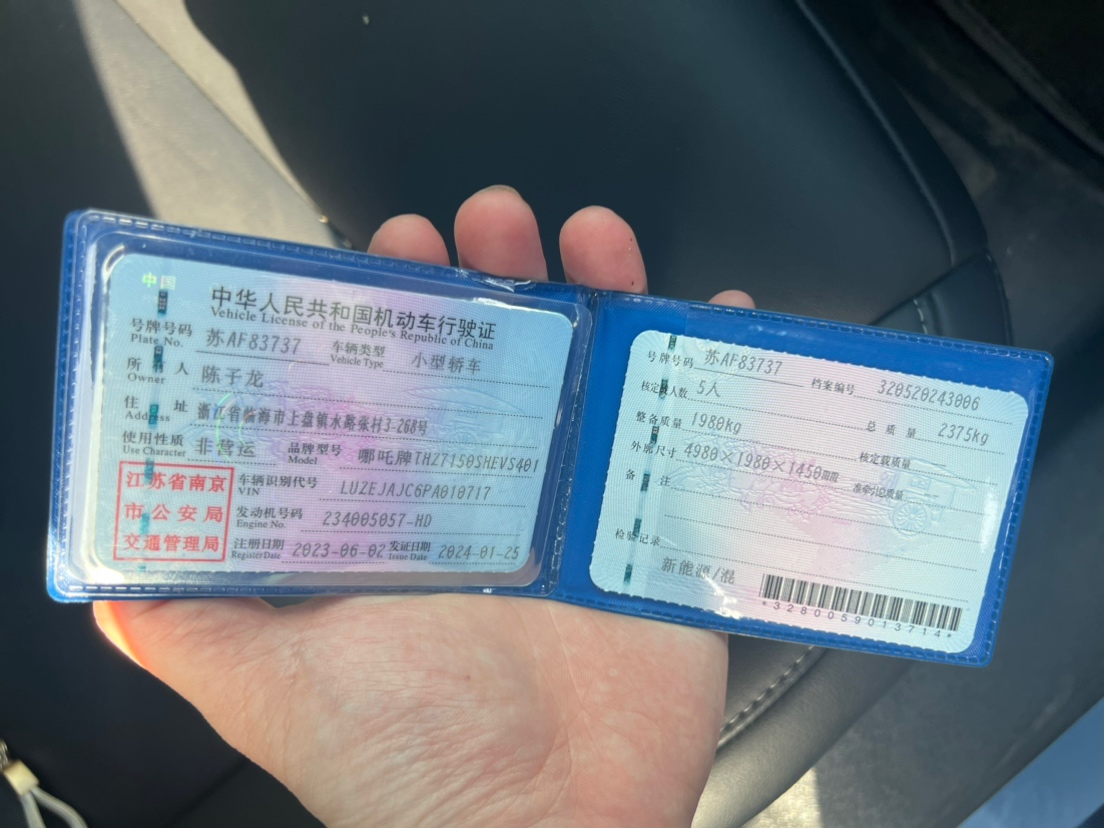 中国
中华人民共和国机动车行驶证
Vehicle License of the People's Republic of China
号牌号码 苏AF83737 车辆类型 小型轿车
Plate No. Vehicle Type
所有人 陈子龙
Owner
住址 浙江省临海市上盘镇水路张村3-268号
Address
使用性质 非营运 品牌型号 哪吒牌THZ7150SHEVS401
Use Character Model
江苏省南京
市公安局
交通管理局
车辆识别代号 LUZEJAJC6PA010717
VIN
发动机号码 234005057-HD
Engine No.
注册日期 2023-06-02 发证日期 2024-01-25
Register Date Issue Date
号牌号码 苏AF83737 档案编号 320520243006
核定载人数 5人 总质量 2375kg
整备质量 1980kg 核定载质量
外廓尺寸 4980×1980×1450mm 准牵引总质量 --
备注
检验记录
新能源/混
*3280059013714*